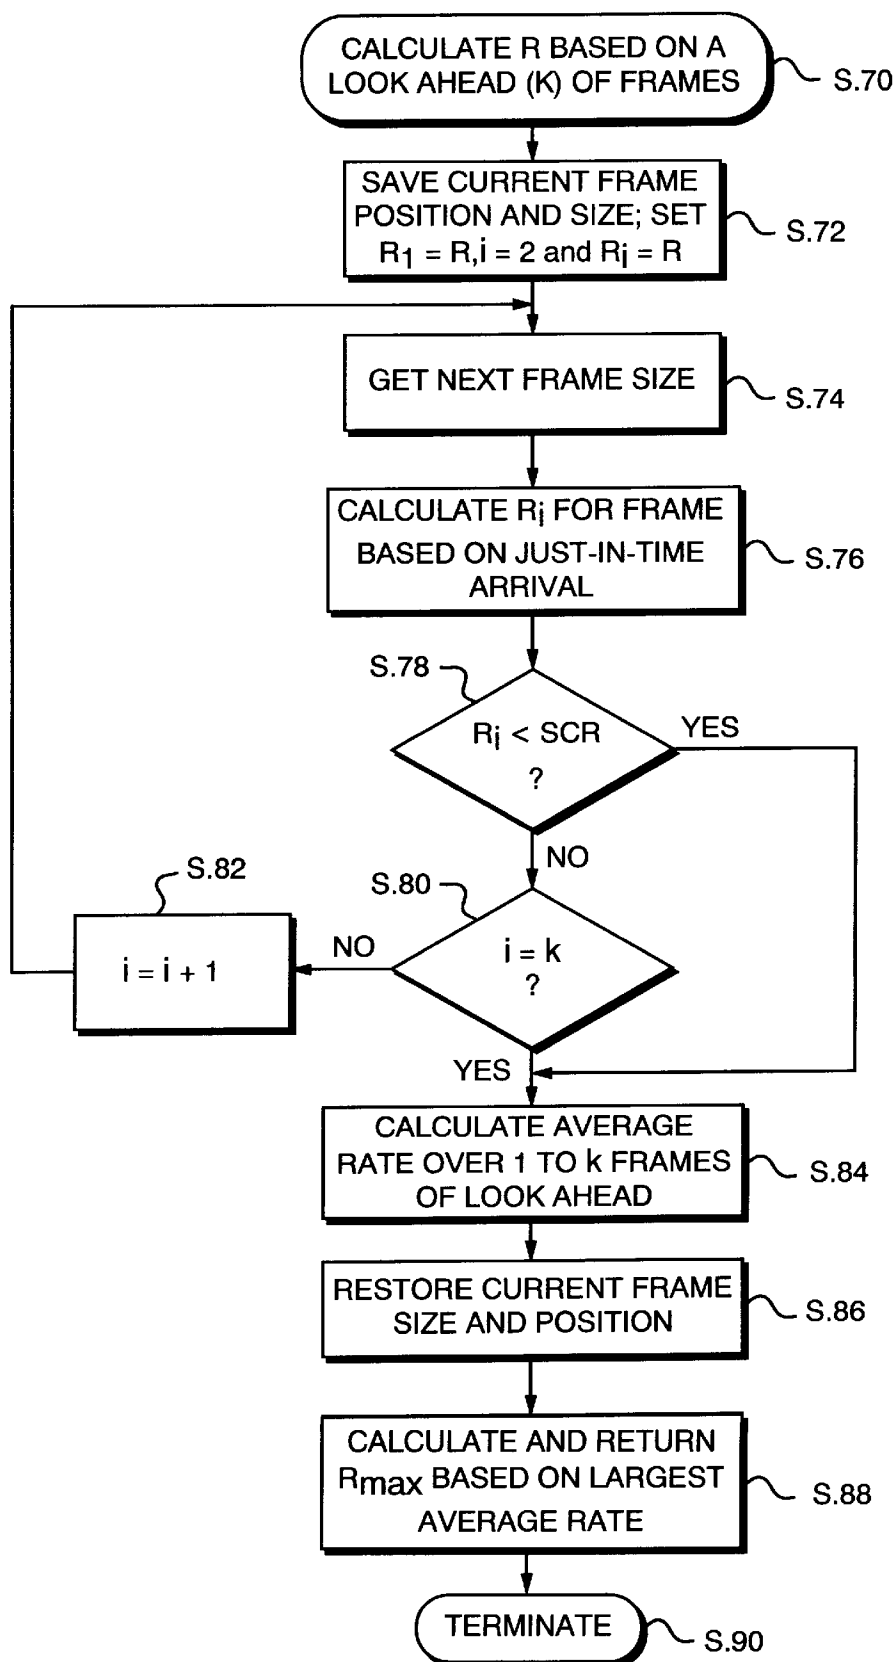 CALCULATE R BASED ON A
LOOK AHEAD (K) OF FRAMES
S.70
SAVE CURRENT FRAME
POSITION AND SIZE; SET
R1 = R, i = 2 and Ri = R
S.72
GET NEXT FRAME SIZE
S.74
CALCULATE Ri FOR FRAME
BASED ON JUST-IN-TIME
ARRIVAL
S.76
S.78
Ri < SCR
?
YES
NO
S.80
i = k
?
NO
S.82
i = i + 1
YES
CALCULATE AVERAGE
RATE OVER 1 TO k FRAMES
OF LOOK AHEAD
S.84
RESTORE CURRENT FRAME
SIZE AND POSITION
S.86
CALCULATE AND RETURN
Rmax BASED ON LARGEST
AVERAGE RATE
S.88
TERMINATE
S.90